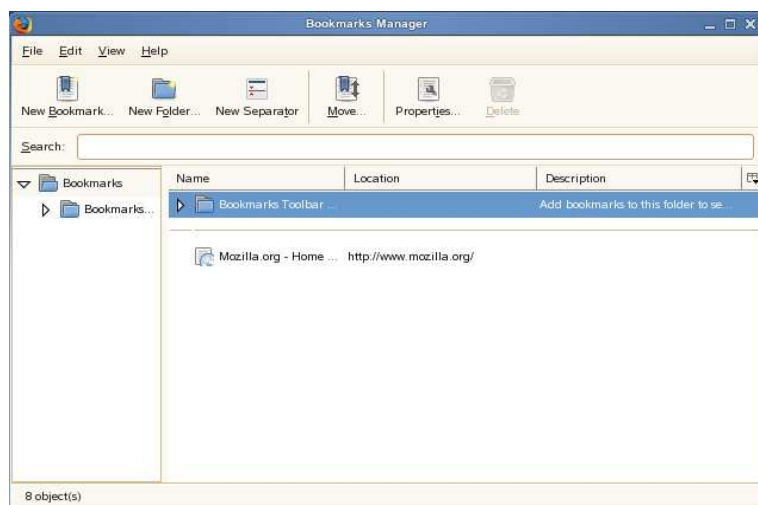 Bookmarks Manager
File Edit View Help
New Bookmark... New Folder... New Separator Move... Properties... Delete
Search:
Bookmarks
Bookmarks...
Name Location Description
Bookmarks Toolbar ... Add bookmarks to this folder to se...
Mozilla.org - Home ... http://www.mozilla.org/
8 object(s)